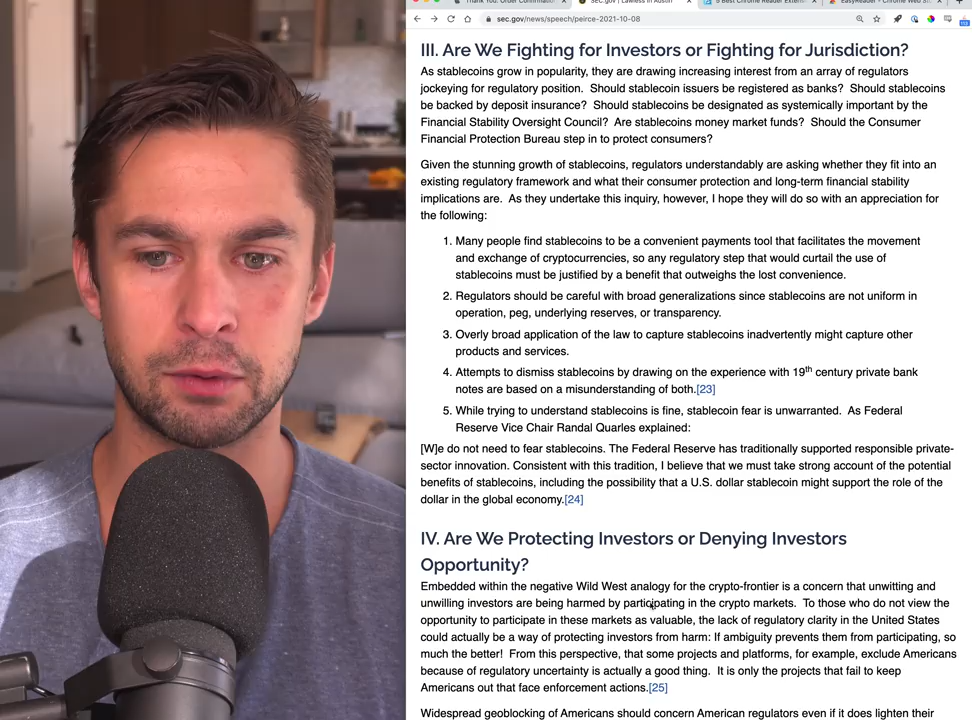 Thank You: Order Confirmation
SEC.gov | Lawless in Austin
5 Best Chrome Reader Exten
EasyReader - Chrome Web S
sec.gov/news/speech/peirce-2021-10-08
III. Are We Fighting for Investors or Fighting for Jurisdiction?
As stablecoins grow in popularity, they are drawing increasing interest from an array of regulators
jockeying for regulatory position.  Should stablecoin issuers be registered as banks?  Should stablecoins
be backed by deposit insurance?  Should stablecoins be designated as systemically important by the
Financial Stability Oversight Council?  Are stablecoins money market funds?  Should the Consumer
Financial Protection Bureau step in to protect consumers?
Given the stunning growth of stablecoins, regulators understandably are asking whether they fit into an
existing regulatory framework and what their consumer protection and long-term financial stability
implications are.  As they undertake this inquiry, however, I hope they will do so with an appreciation for
the following:
1. Many people find stablecoins to be a convenient payments tool that facilitates the movement
and exchange of cryptocurrencies, so any regulatory step that would curtail the use of
stablecoins must be justified by a benefit that outweighs the lost convenience.
2. Regulators should be careful with broad generalizations since stablecoins are not uniform in
operation, peg, underlying reserves, or transparency.
3. Overly broad application of the law to capture stablecoins inadvertently might capture other
products and services.
4. Attempts to dismiss stablecoins by drawing on the experience with 19th century private bank
notes are based on a misunderstanding of both.[23]
5. While trying to understand stablecoins is fine, stablecoin fear is unwarranted.  As Federal
Reserve Vice Chair Randal Quarles explained:
[W]e do not need to fear stablecoins. The Federal Reserve has traditionally supported responsible private-
sector innovation. Consistent with this tradition, I believe that we must take strong account of the potential
benefits of stablecoins, including the possibility that a U.S. dollar stablecoin might support the role of the
dollar in the global economy.[24]
IV. Are We Protecting Investors or Denying Investors
Opportunity?
Embedded within the negative Wild West analogy for the crypto-frontier is a concern that unwitting and
unwilling investors are being harmed by participating in the crypto markets.  To those who do not view the
opportunity to participate in these markets as valuable, the lack of regulatory clarity in the United States
could actually be a way of protecting investors from harm: If ambiguity prevents them from participating, so
much the better!  From this perspective, that some projects and platforms, for example, exclude Americans
because of regulatory uncertainty is actually a good thing.  It is only the projects that fail to keep
Americans out that face enforcement actions.[25]
Widespread geoblocking of Americans should concern American regulators even if it does lighten their